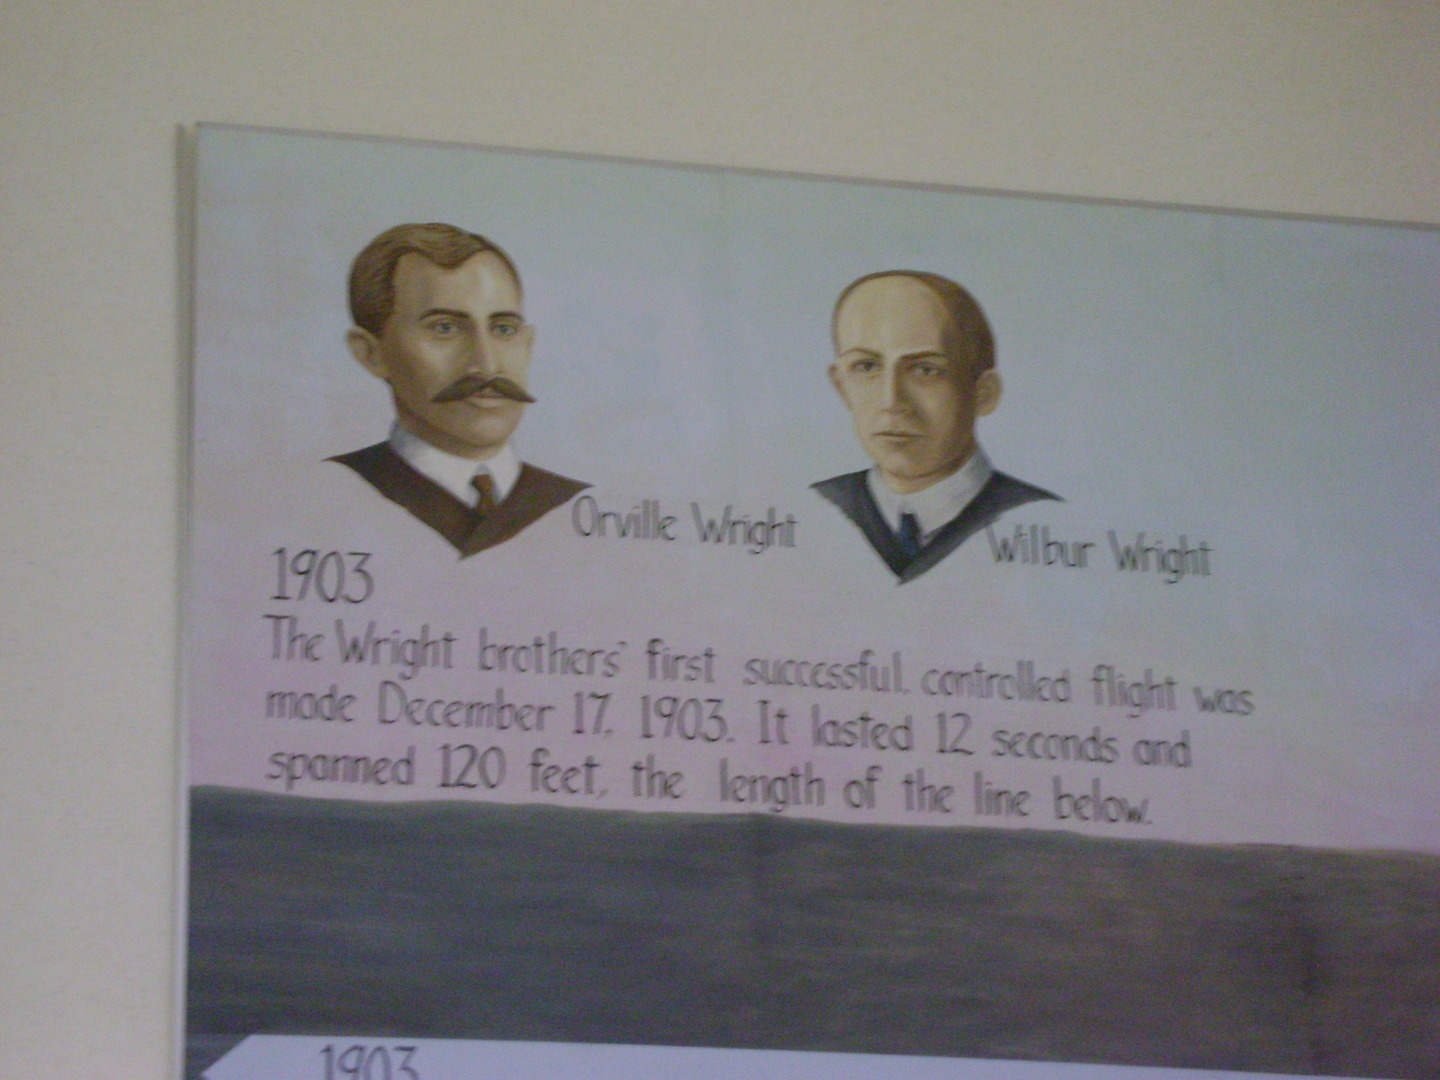 Orville Wright
Wilbur Wright
1903
The Wright brothers' first successful, controlled flight was
made December 17, 1903. It lasted 12 seconds and
spanned 120 feet, the length of the line below.
1903